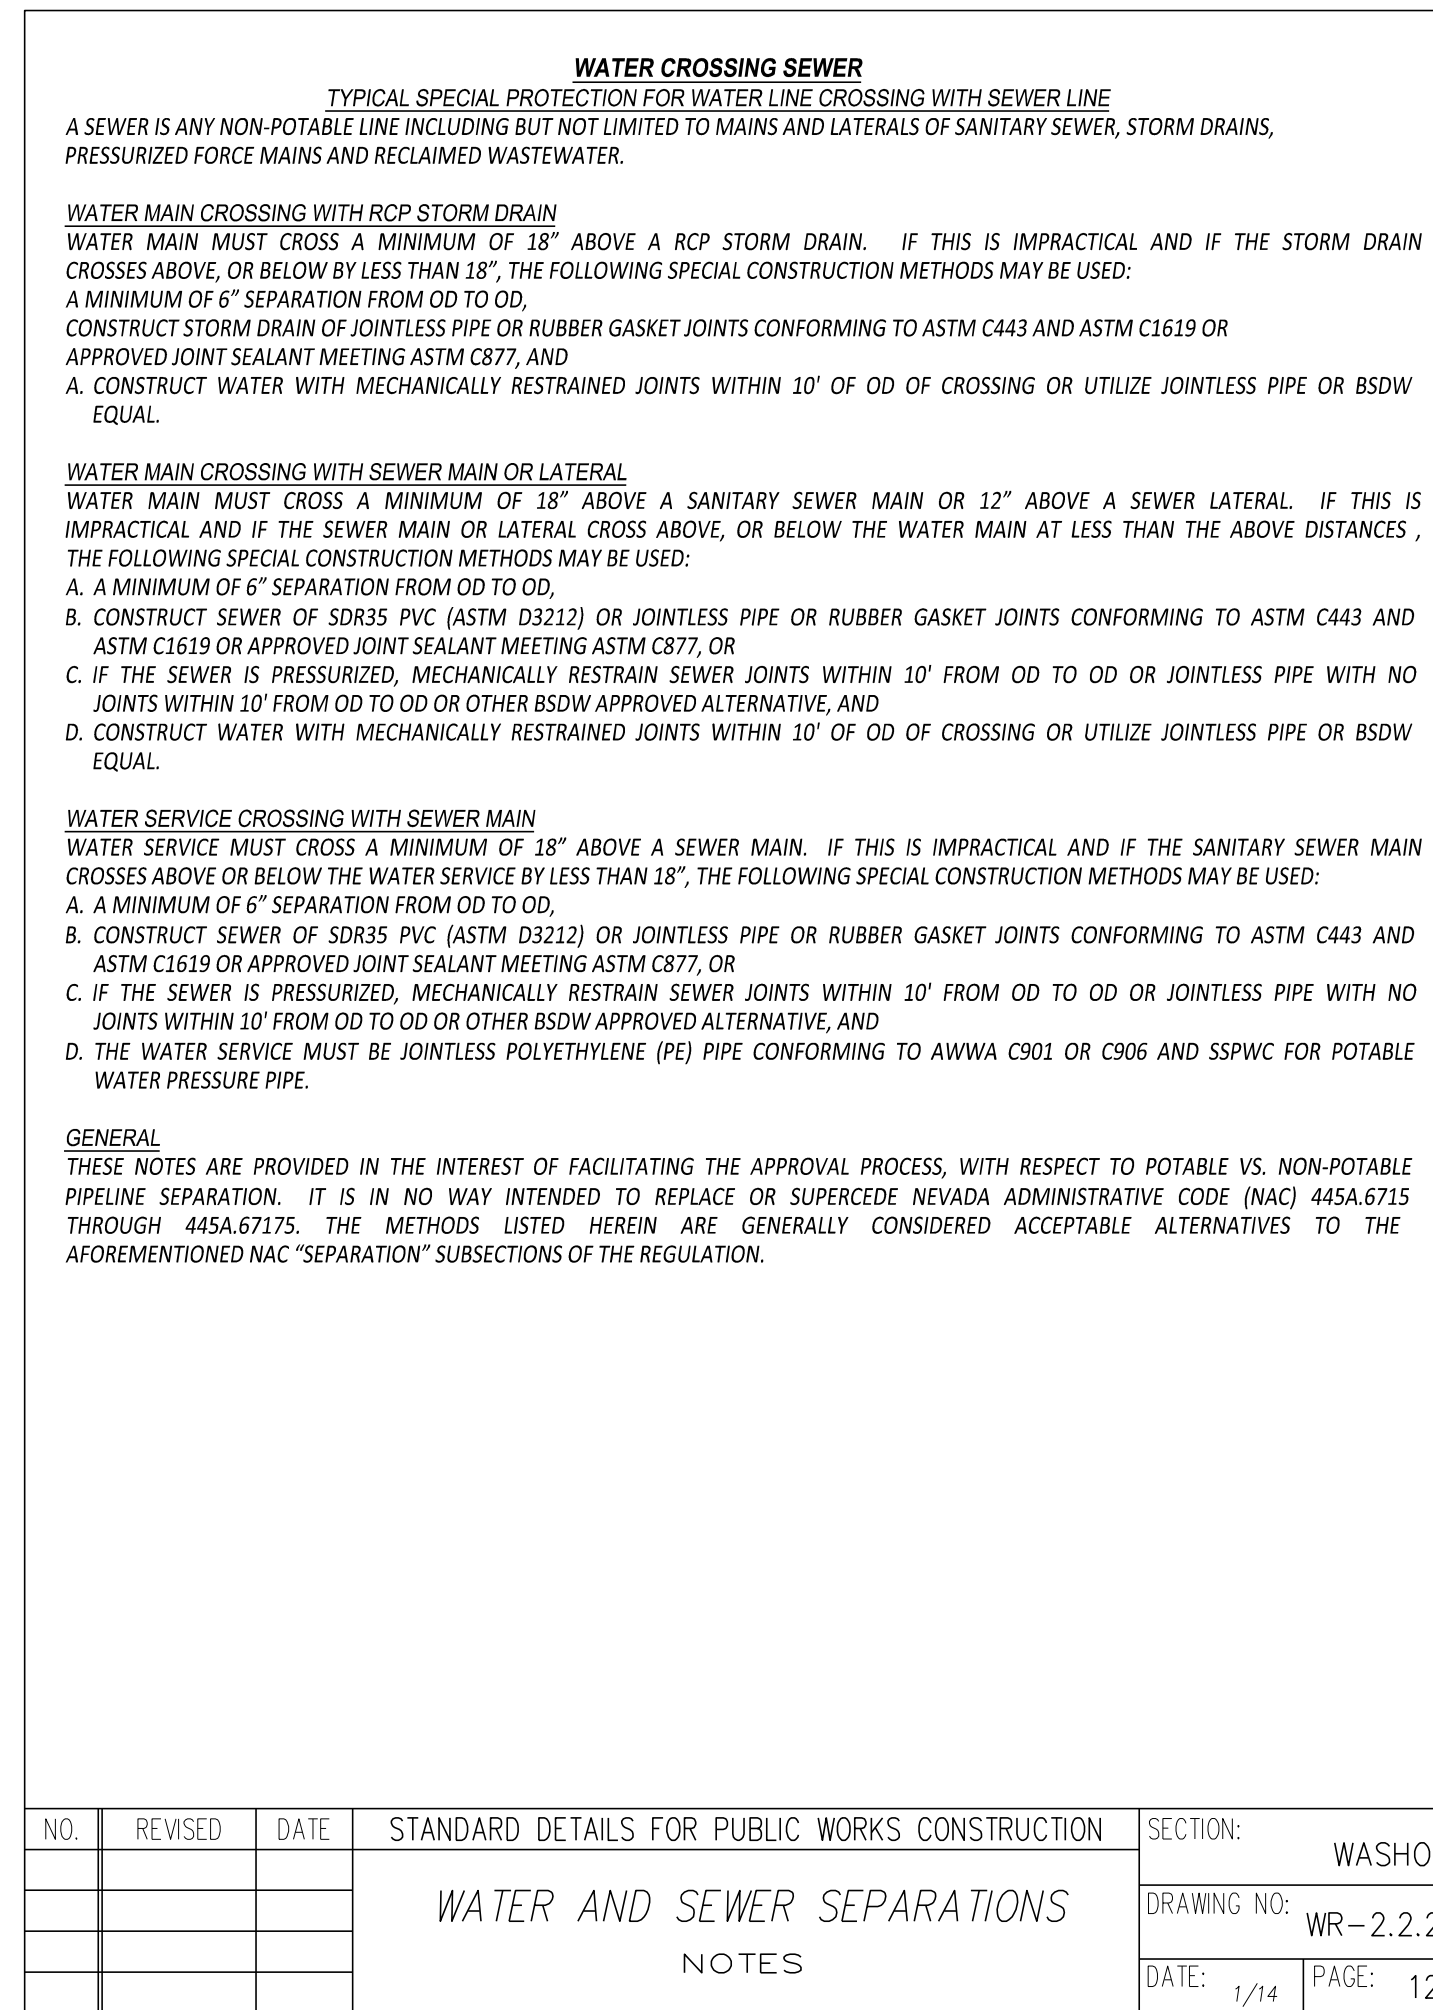 WATER CROSSING SEWER
TYPICAL SPECIAL PROTECTION FOR WATER LINE CROSSING WITH SEWER LINE
A SEWER IS ANY NON-POTABLE LINE INCLUDING BUT NOT LIMITED TO MAINS AND LATERALS OF SANITARY SEWER, STORM DRAINS,
PRESSURIZED FORCE MAINS AND RECLAIMED WASTEWATER.
WATER MAIN CROSSING WITH RCP STORM DRAIN
WATER MAIN MUST CROSS A MINIMUM OF 18” ABOVE A RCP STORM DRAIN. IF THIS IS IMPRACTICAL AND IF THE STORM DRAIN
CROSSES ABOVE, OR BELOW BY LESS THAN 18”, THE FOLLOWING SPECIAL CONSTRUCTION METHODS MAY BE USED:
A MINIMUM OF 6” SEPARATION FROM OD TO OD,
CONSTRUCT STORM DRAIN OF JOINTLESS PIPE OR RUBBER GASKET JOINTS CONFORMING TO ASTM C443 AND ASTM C1619 OR
APPROVED JOINT SEALANT MEETING ASTM C877, AND
A. CONSTRUCT WATER WITH MECHANICALLY RESTRAINED JOINTS WITHIN 10' OF OD OF CROSSING OR UTILIZE JOINTLESS PIPE OR BSDW
EQUAL.
WATER MAIN CROSSING WITH SEWER MAIN OR LATERAL
WATER MAIN MUST CROSS A MINIMUM OF 18” ABOVE A SANITARY SEWER MAIN OR 12” ABOVE A SEWER LATERAL. IF THIS IS
IMPRACTICAL AND IF THE SEWER MAIN OR LATERAL CROSS ABOVE, OR BELOW THE WATER MAIN AT LESS THAN THE ABOVE DISTANCES ,
THE FOLLOWING SPECIAL CONSTRUCTION METHODS MAY BE USED:
A. A MINIMUM OF 6” SEPARATION FROM OD TO OD,
B. CONSTRUCT SEWER OF SDR35 PVC (ASTM D3212) OR JOINTLESS PIPE OR RUBBER GASKET JOINTS CONFORMING TO ASTM C443 AND
ASTM C1619 OR APPROVED JOINT SEALANT MEETING ASTM C877, OR
C. IF THE SEWER IS PRESSURIZED, MECHANICALLY RESTRAIN SEWER JOINTS WITHIN 10' FROM OD TO OD OR JOINTLESS PIPE WITH NO
JOINTS WITHIN 10' FROM OD TO OD OR OTHER BSDW APPROVED ALTERNATIVE, AND
D. CONSTRUCT WATER WITH MECHANICALLY RESTRAINED JOINTS WITHIN 10' OF OD OF CROSSING OR UTILIZE JOINTLESS PIPE OR BSDW
EQUAL.
WATER SERVICE CROSSING WITH SEWER MAIN
WATER SERVICE MUST CROSS A MINIMUM OF 18” ABOVE A SEWER MAIN. IF THIS IS IMPRACTICAL AND IF THE SANITARY SEWER MAIN
CROSSES ABOVE OR BELOW THE WATER SERVICE BY LESS THAN 18”, THE FOLLOWING SPECIAL CONSTRUCTION METHODS MAY BE USED:
A. A MINIMUM OF 6” SEPARATION FROM OD TO OD,
B. CONSTRUCT SEWER OF SDR35 PVC (ASTM D3212) OR JOINTLESS PIPE OR RUBBER GASKET JOINTS CONFORMING TO ASTM C443 AND
ASTM C1619 OR APPROVED JOINT SEALANT MEETING ASTM C877, OR
C. IF THE SEWER IS PRESSURIZED, MECHANICALLY RESTRAIN SEWER JOINTS WITHIN 10' FROM OD TO OD OR JOINTLESS PIPE WITH NO
JOINTS WITHIN 10' FROM OD TO OD OR OTHER BSDW APPROVED ALTERNATIVE, AND
D. THE WATER SERVICE MUST BE JOINTLESS POLYETHYLENE (PE) PIPE CONFORMING TO AWWA C901 OR C906 AND SSPWC FOR POTABLE
WATER PRESSURE PIPE.
GENERAL
THESE NOTES ARE PROVIDED IN THE INTEREST OF FACILITATING THE APPROVAL PROCESS, WITH RESPECT TO POTABLE VS. NON-POTABLE
PIPELINE SEPARATION. IT IS IN NO WAY INTENDED TO REPLACE OR SUPERCEDE NEVADA ADMINISTRATIVE CODE (NAC) 445A.6715
THROUGH 445A.67175. THE METHODS LISTED HEREIN ARE GENERALLY CONSIDERED ACCEPTABLE ALTERNATIVES TO THE
AFOREMENTIONED NAC “SEPARATION” SUBSECTIONS OF THE REGULATION.
NO. REVISED DATE
STANDARD DETAILS FOR PUBLIC WORKS CONSTRUCTION
WATER AND SEWER SEPARATIONS
NOTES
SECTION:
WASHO
DRAWING NO:
WR-2.2.2
DATE: 1/14
PAGE: 12